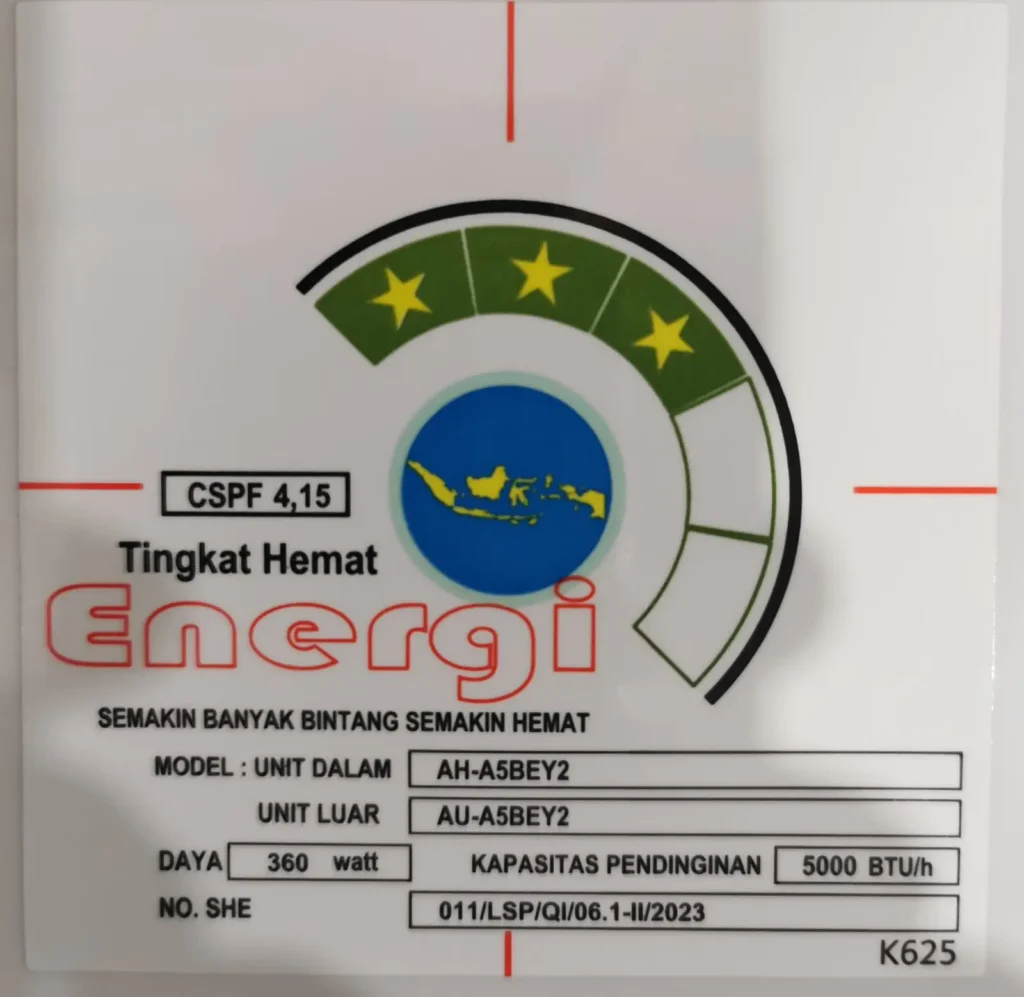 CSPF 4,15
Tingkat Hemat
Energi
SEMAKIN BANYAK BINTANG SEMAKIN HEMAT
MODEL : UNIT DALAM AH-A5BEY2
UNIT LUAR AU-A5BEY2
DAYA 360 watt KAPASITAS PENDINGINAN 5000 BTU/h
NO. SHE 011/LSP/QI/06.1-II/2023
K625